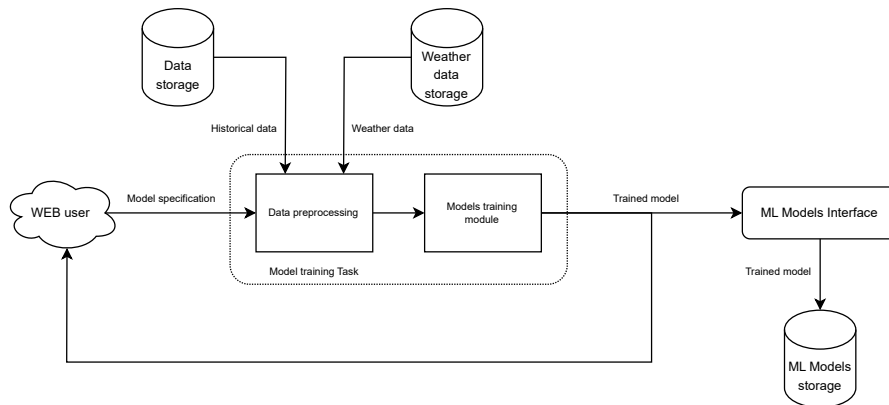 Data
storage
Weather
data
storage
Historical data
Weather data
WEB user
Model specification
Data preprocessing
Models training
module
Trained model
ML Models Interface
Model training Task
Trained model
ML Models
storage